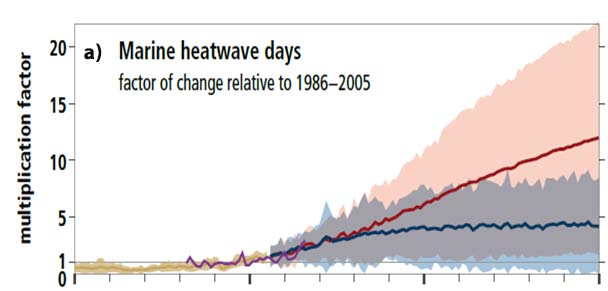 a) Marine heatwave days
factor of change relative to 1986–2005
multiplication factor
20
15
10
5
1
0